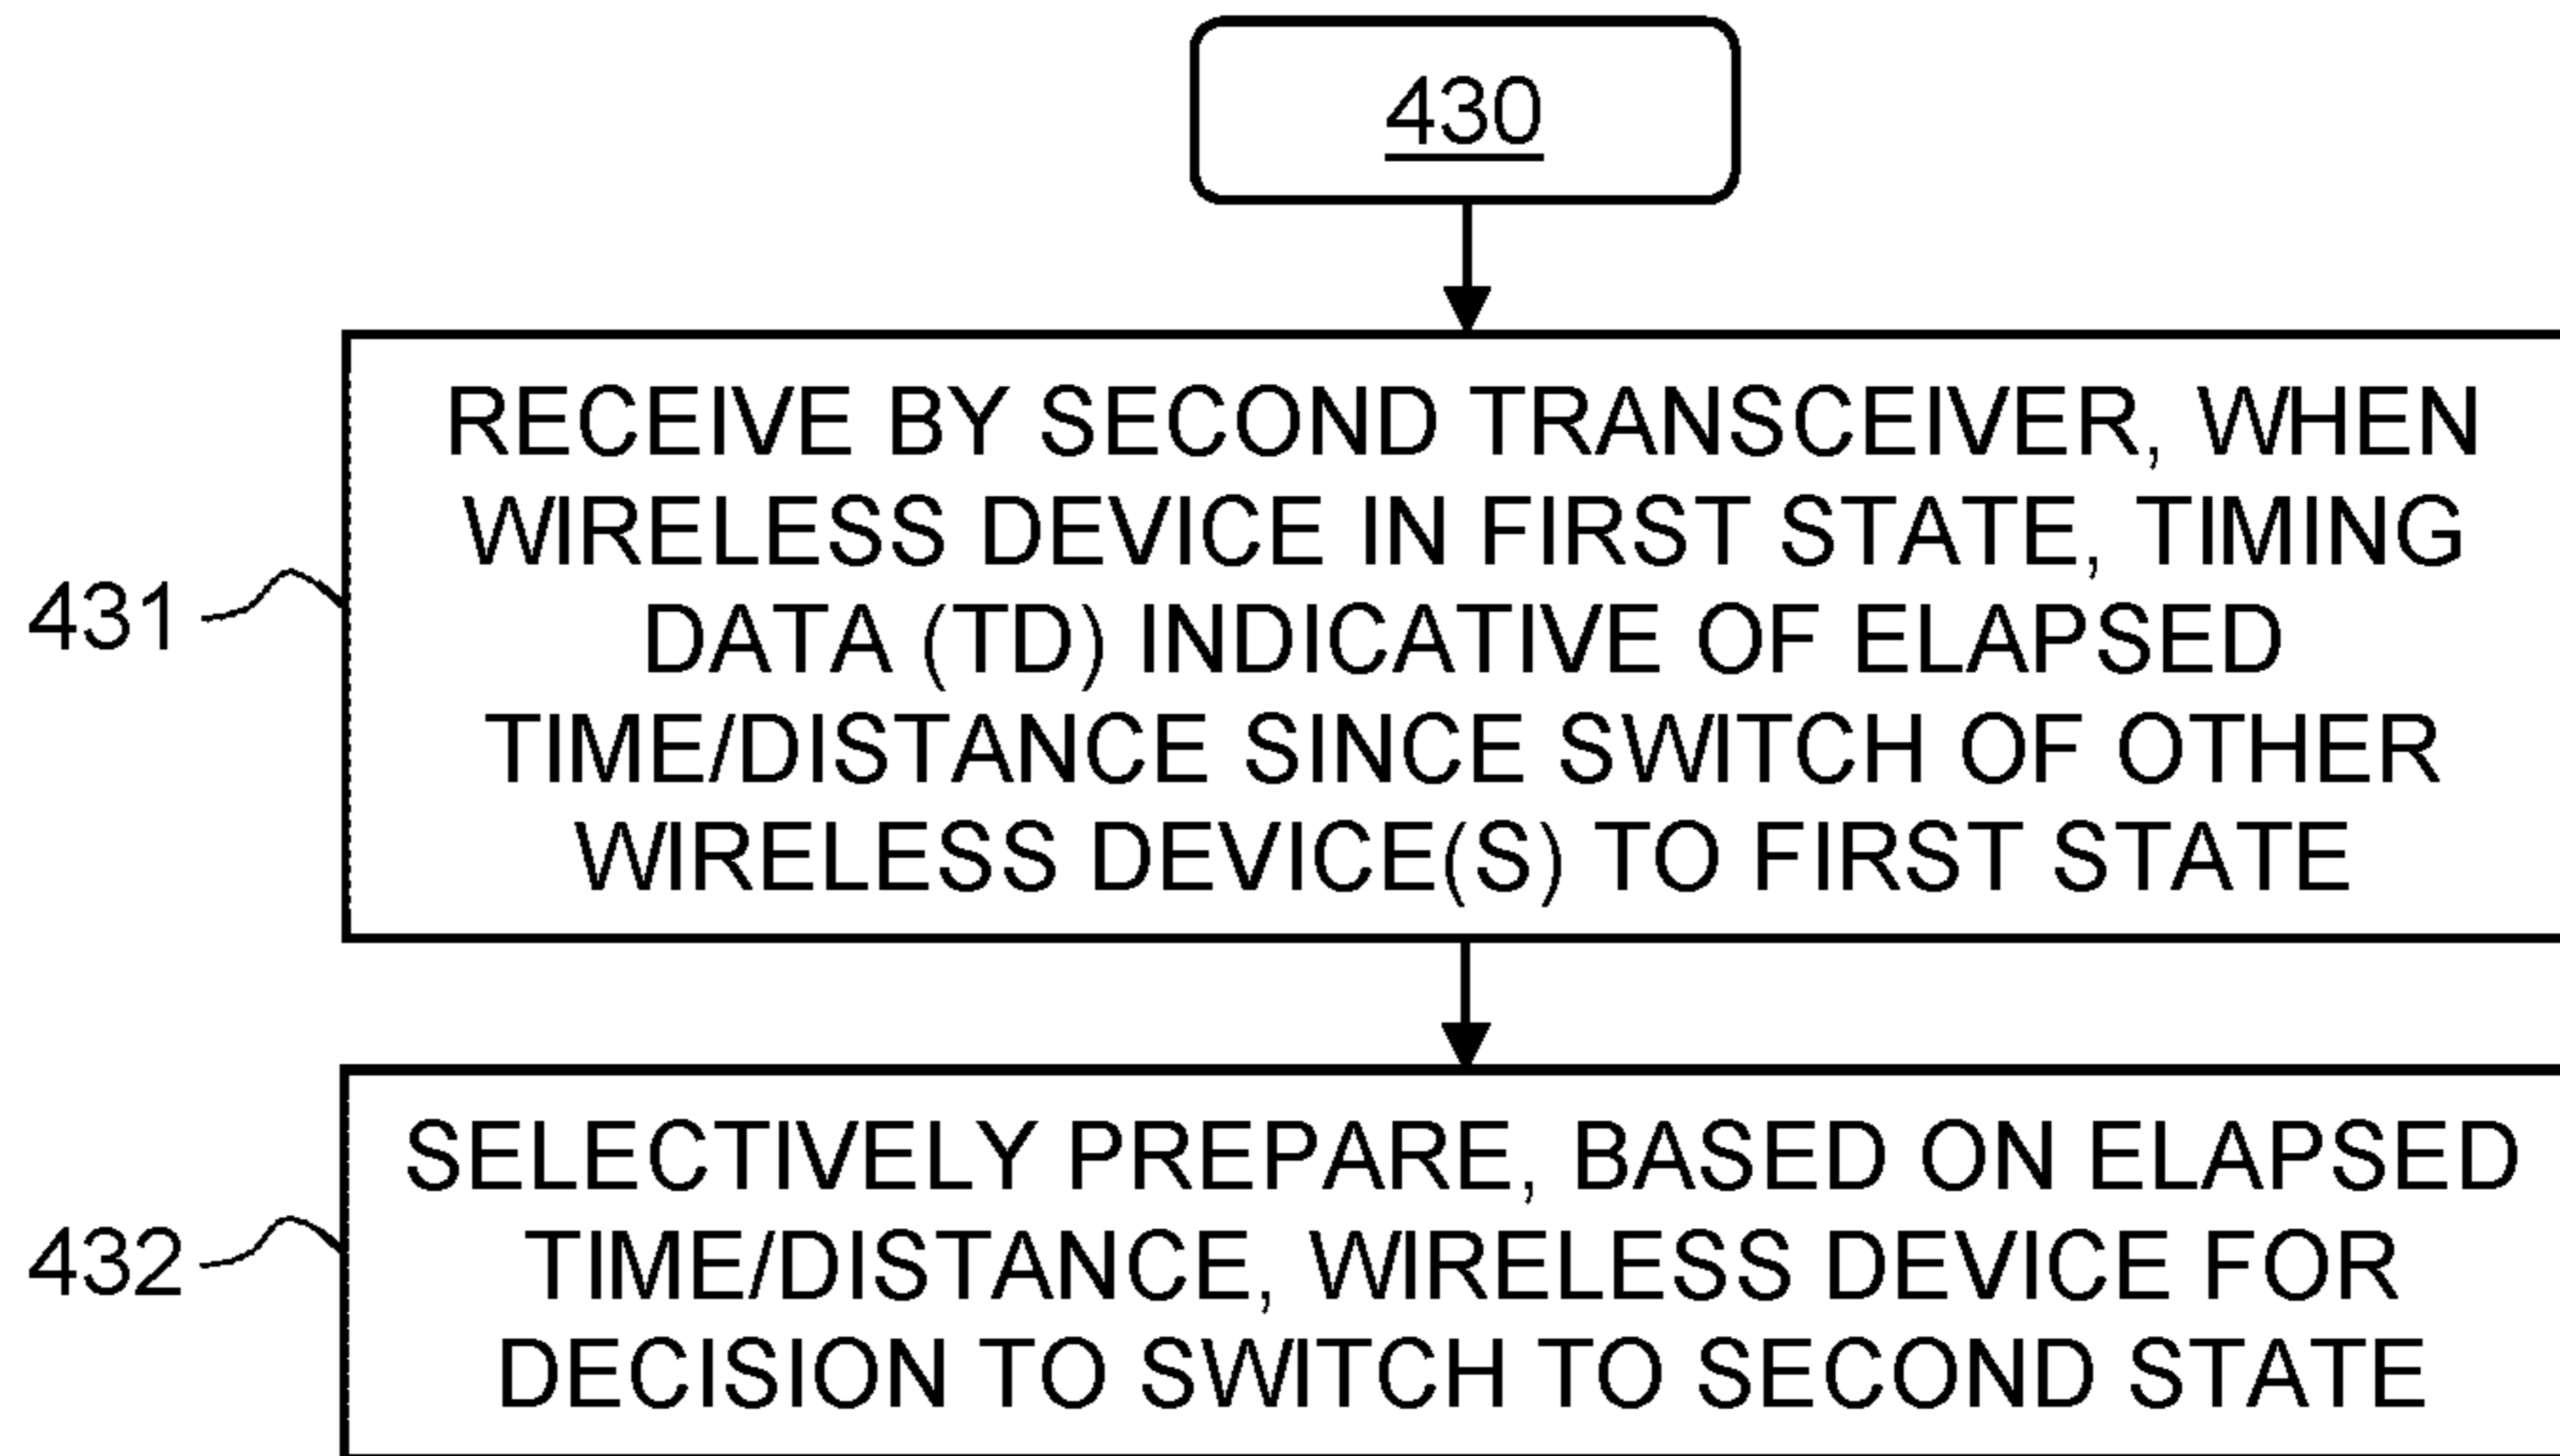 430
RECEIVE BY SECOND TRANSCEIVER, WHEN
WIRELESS DEVICE IN FIRST STATE, TIMING
DATA (TD) INDICATIVE OF ELAPSED
TIME/DISTANCE SINCE SWITCH OF OTHER
WIRELESS DEVICE(S) TO FIRST STATE
431
SELECTIVELY PREPARE, BASED ON ELAPSED
TIME/DISTANCE, WIRELESS DEVICE FOR
DECISION TO SWITCH TO SECOND STATE
432